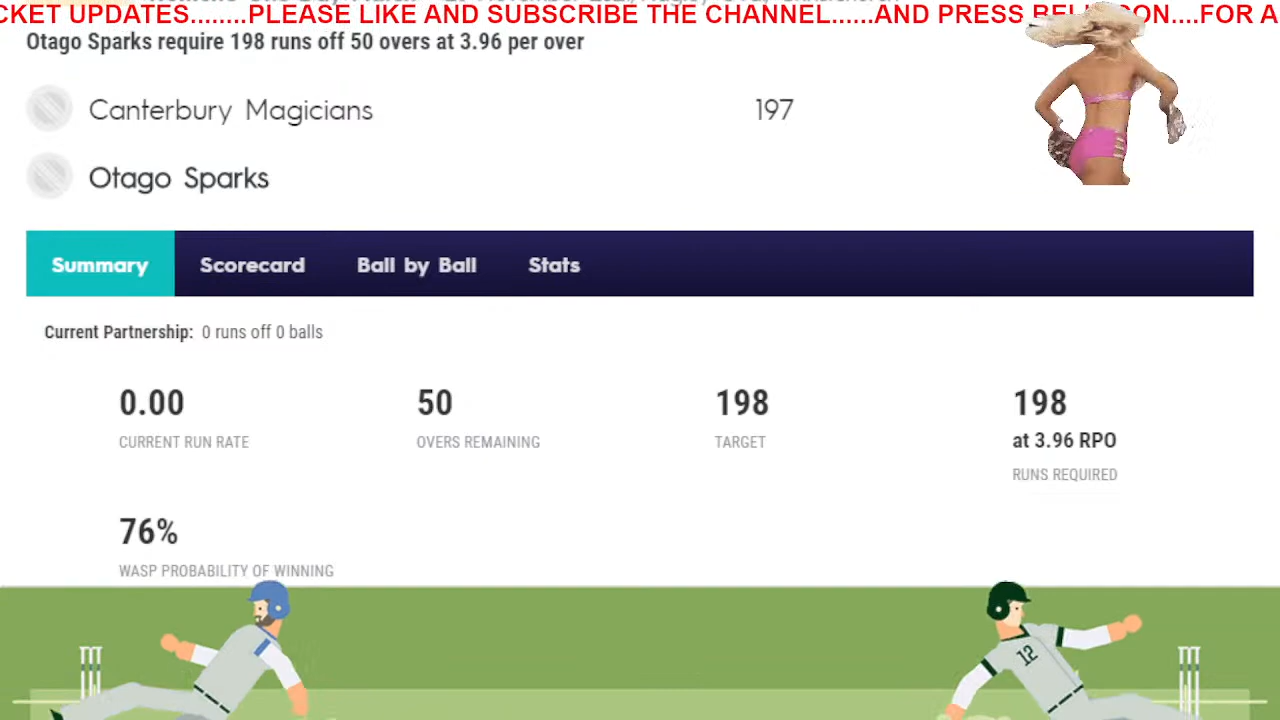 CKET UPDATES........PLEASE LIKE AND SUBSCRIBE THE CHANNEL......AND PRESS BELL ICON....FOR A
Otago Sparks require 198 runs off 50 overs at 3.96 per over
Canterbury Magicians 197
Otago Sparks
Summary Scorecard Ball by Ball Stats
Current Partnership: 0 runs off 0 balls
0.00 50 198 198
at 3.96 RPO
CURRENT RUN RATE OVERS REMAINING TARGET
RUNS REQUIRED
76%
WASP PROBABILITY OF WINNING
12